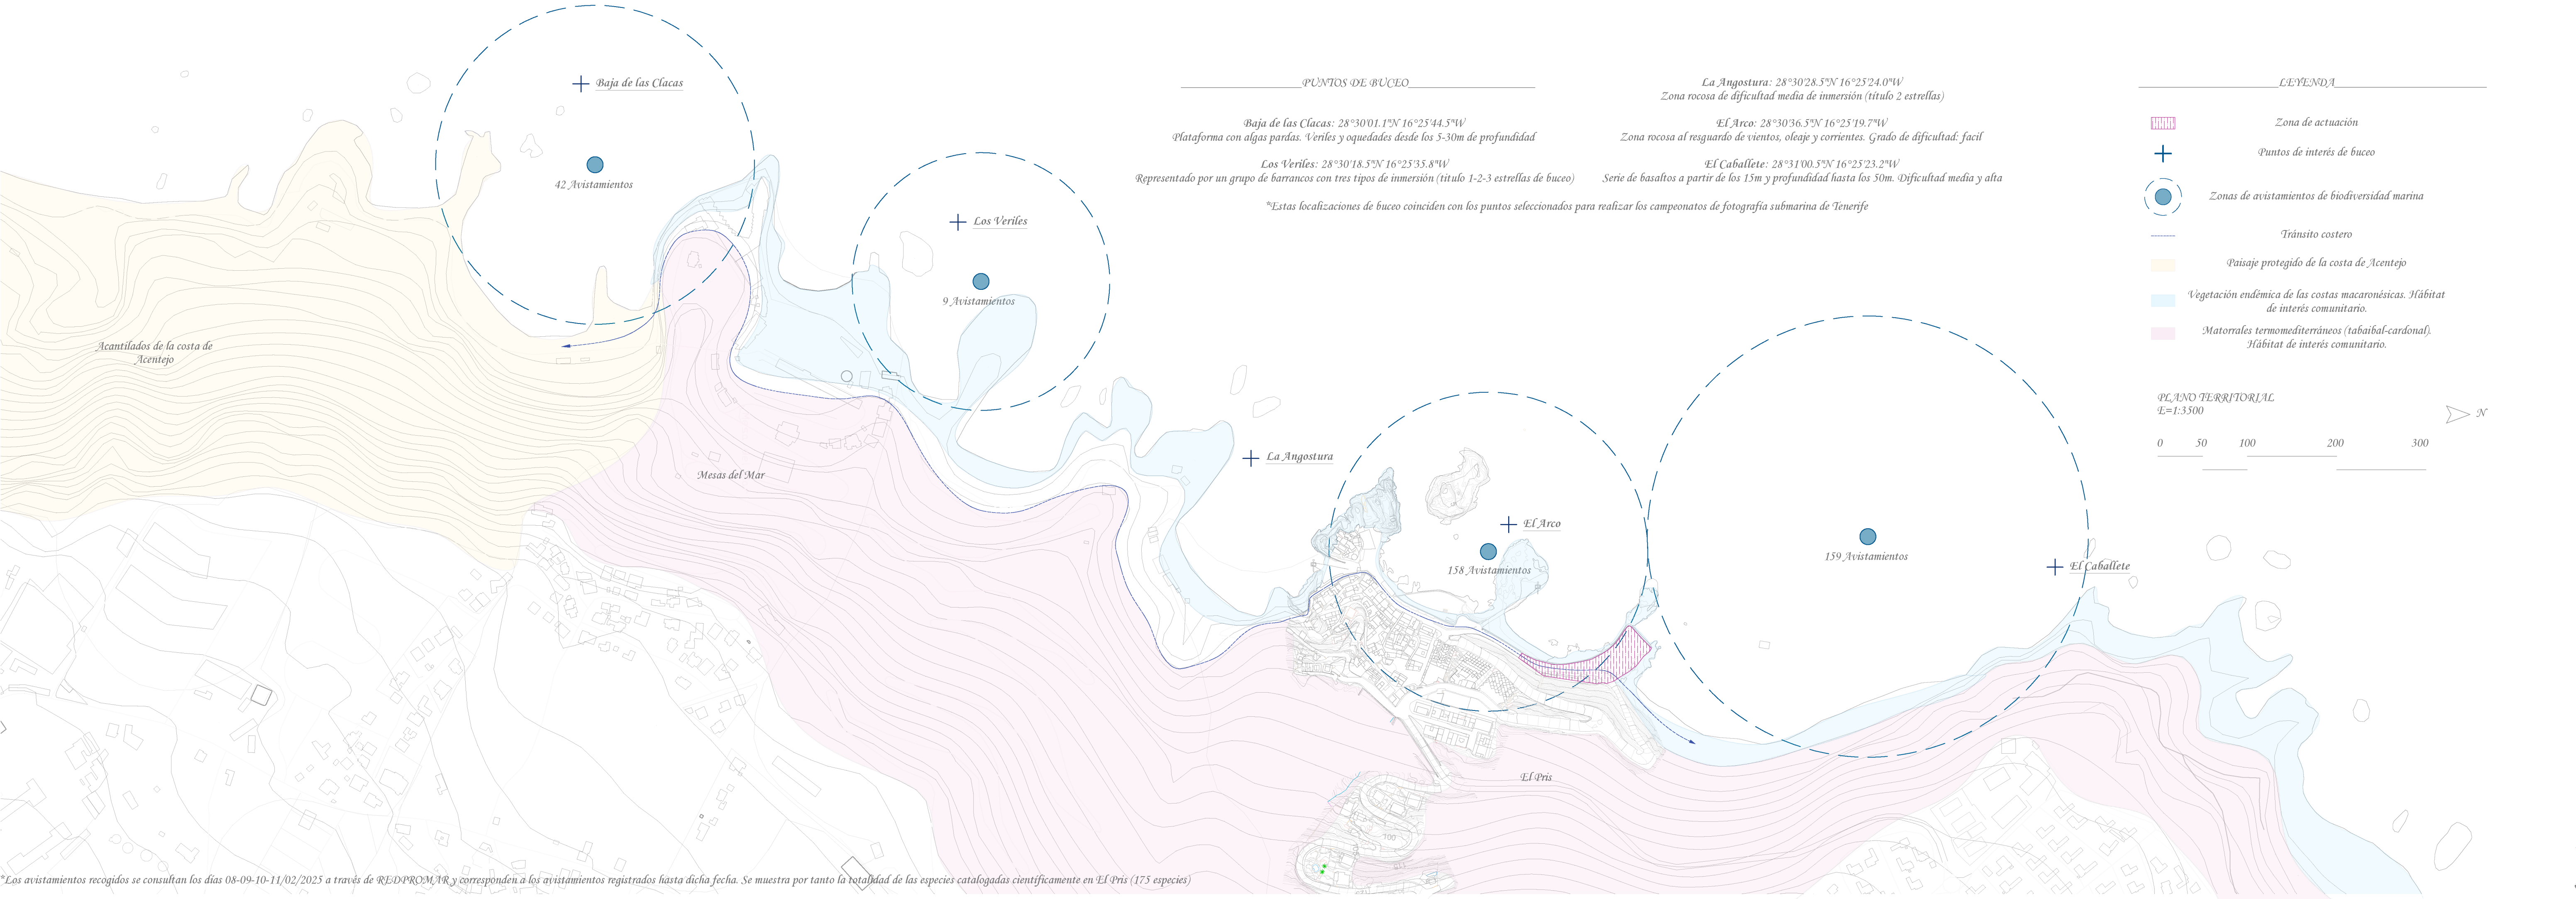 Baja de las Clacas
42 Avistamientos
Los Veriles
9 Avistamientos
Acantilados de la costa de
Acentejo
Mesas del Mar
La Angostura
El Arco
158 Avistamientos
159 Avistamientos
El Caballete
El Pris
100
PUNTOS DE BUCEO
Baja de las Clacas: 28°30'01.1"N 16°25'44.5"W
Plataforma con algas pardas. Veriles y oquedades desde los 5-30m de profundidad
Los Veriles: 28°30'18.5"N 16°25'35.8"W
Representado por un grupo de barrancos con tres tipos de inmersión (titulo 1-2-3 estrellas de buceo)
La Angostura: 28°30'28.5"N 16°25'24.0"W
Zona rocosa de dificultad media de inmersión (título 2 estrellas)
El Arco: 28°30'36.5"N 16°25'19.7"W
Zona rocosa al resguardo de vientos, oleaje y corrientes. Grado de dificultad: facil
El Caballete: 28°31'00.5"N 16°25'23.2"W
Serie de basaltos a partir de los 15m y profundidad hasta los 50m. Dificultad media y alta
*Estas localizaciones de buceo coinciden con los puntos seleccionados para realizar los campeonatos de fotografía submarina de Tenerife
LEYENDA
Zona de actuación
Puntos de interés de buceo
Zonas de avistamientos de biodiversidad marina
Tránsito costero
Paisaje protegido de la costa de Acentejo
Vegetación endémica de las costas macaronésicas. Hábitat
de interés comunitario.
Matorrales termomediterráneos (tabaibal-cardonal).
Hábitat de interés comunitario.
PLANO TERRITORIAL
E=1:3500
N
0 50 100 200 300
*Los avistamientos recogidos se consultan los días 08-09-10-11/02/2025 a través de REDPROMAR y corresponden a los avistamientos registrados hasta dicha fecha. Se muestra por tanto la totalidad de las especies catalogadas científicamente en El Pris (175 especies)